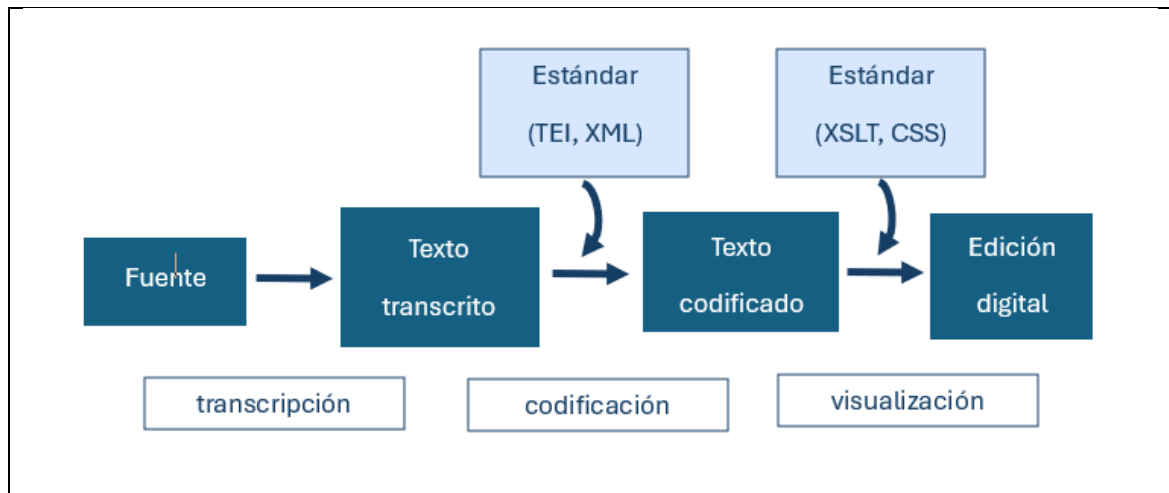 Estándar
(TEI, XML)
Estándar
(XSLT, CSS)
Fuente
Texto
transcrito
Texto
codificado
Edición
digital
transcripción
codificación
visualización